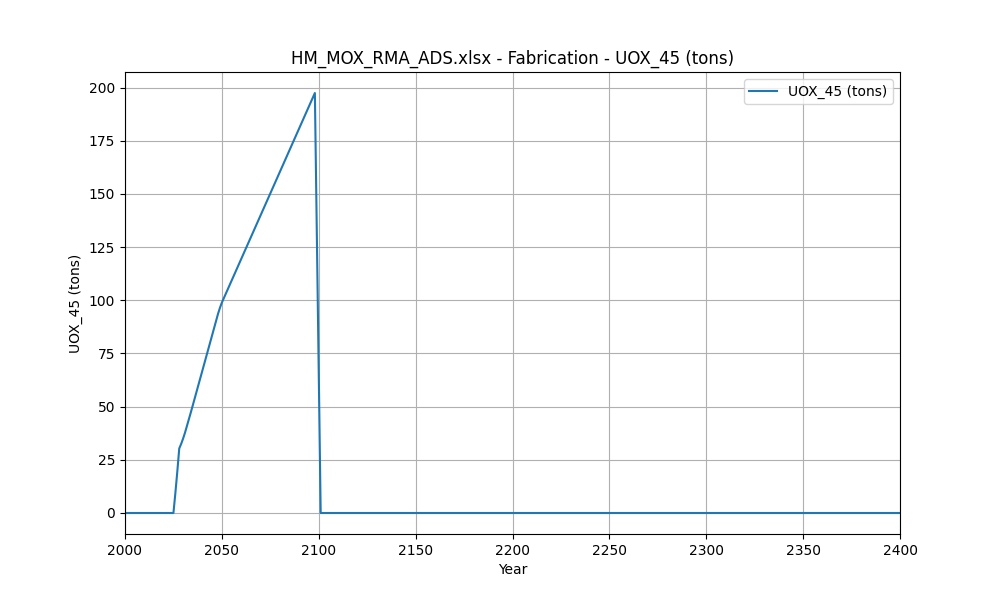 HM_MOX_RMA_ADS.xlsx - Fabrication - UOX_45 (tons)
UOX_45 (tons)
200
175
150
125
100
75
50
25
0
UOX_45 (tons)
2000 2050 2100 2150 2200 2250 2300 2350 2400
Year